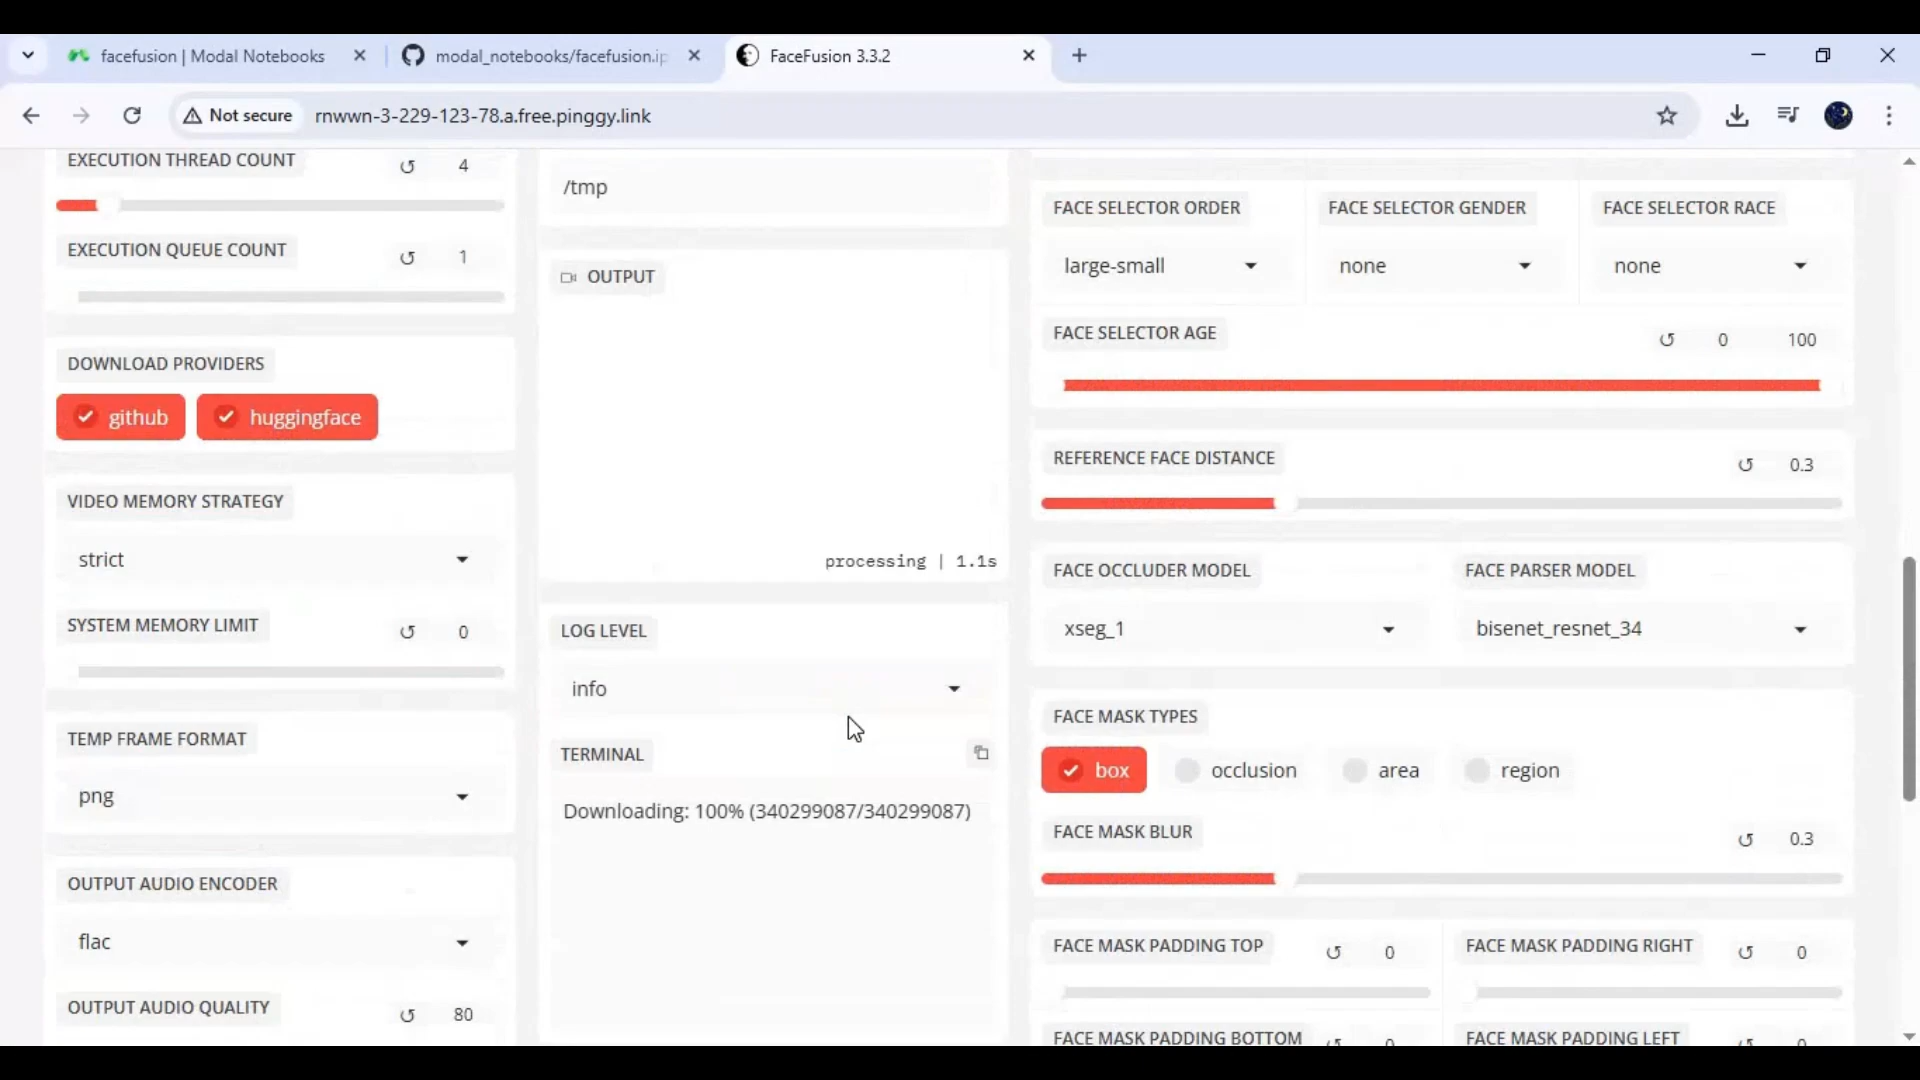 facefusion | Modal Notebooks
modal_notebooks/facefusion.ip
FaceFusion 3.3.2
Not secure
rnwwn-3-229-123-78.a.free.pinggy.link
EXECUTION THREAD COUNT
4
EXECUTION QUEUE COUNT
1
DOWNLOAD PROVIDERS
github
huggingface
VIDEO MEMORY STRATEGY
strict
SYSTEM MEMORY LIMIT
0
TEMP FRAME FORMAT
png
OUTPUT AUDIO ENCODER
flac
OUTPUT AUDIO QUALITY
80
/tmp
OUTPUT
processing | 1.1s
LOG LEVEL
info
TERMINAL
Downloading: 100% (340299087/340299087)
FACE SELECTOR ORDER
large-small
FACE SELECTOR GENDER
none
FACE SELECTOR RACE
none
FACE SELECTOR AGE
0
100
REFERENCE FACE DISTANCE
0.3
FACE OCCLUDER MODEL
xseg_1
FACE PARSER MODEL
bisenet_resnet_34
FACE MASK TYPES
box
occlusion
area
region
FACE MASK BLUR
0.3
FACE MASK PADDING TOP
0
FACE MASK PADDING RIGHT
0
FACE MASK PADDING BOTTOM
0
FACE MASK PADDING LEFT
0